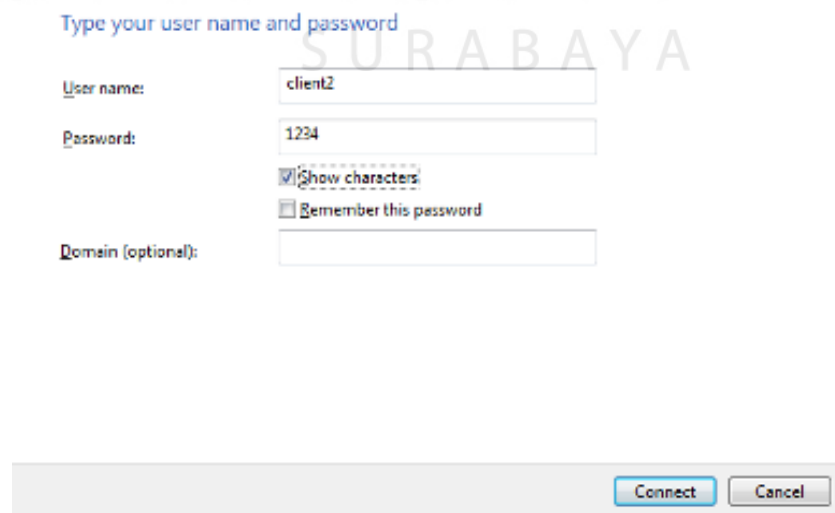 Type your user name and password
SURABAYA
User name: client2
Password: 1234
Show characters
Remember this password
Domain (optional):
Connect Cancel